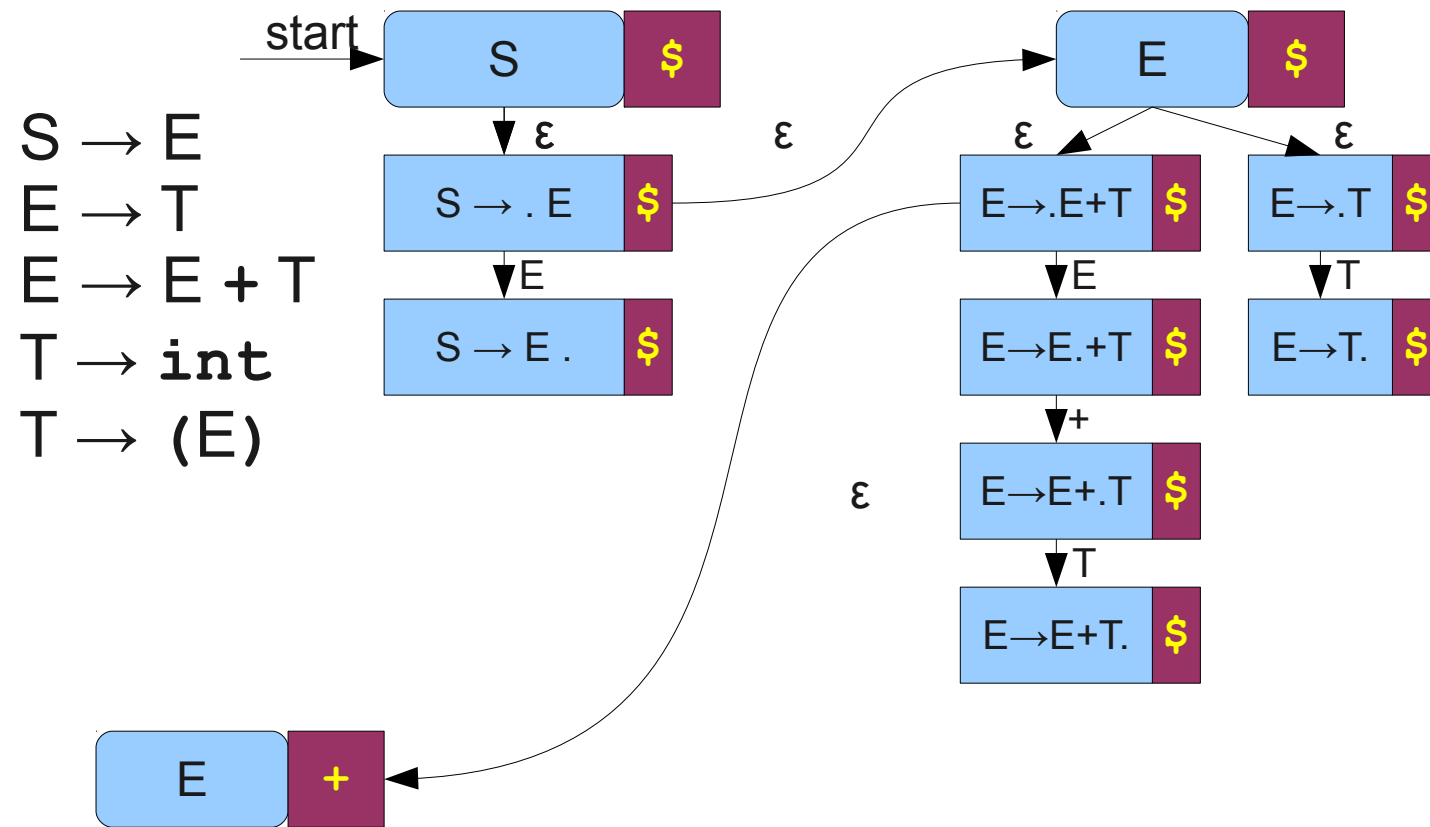 start
S $
E $
S → E
E → T
E → E + T
T → int
T → (E)
ε
ε
ε
ε
S → . E $
E→.E+T $
E→.T $
E
E
T
S → E . $
E→E.+T $
E→T. $
+
E→E+.T $
ε
T
E→E+T. $
E +